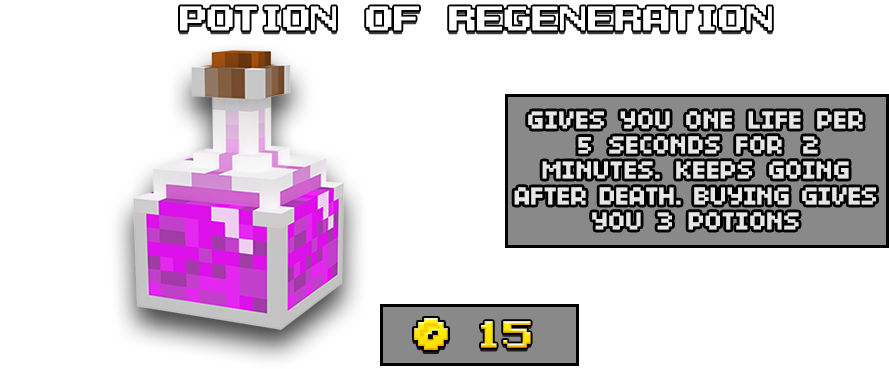 POTION OF REGENERATION
GIVES YOU ONE LIFE PER
5 SECONDS FOR 2
MINUTES. KEEPS GOING
AFTER DEATH. BUYING GIVES
YOU 3 POTIONS
15